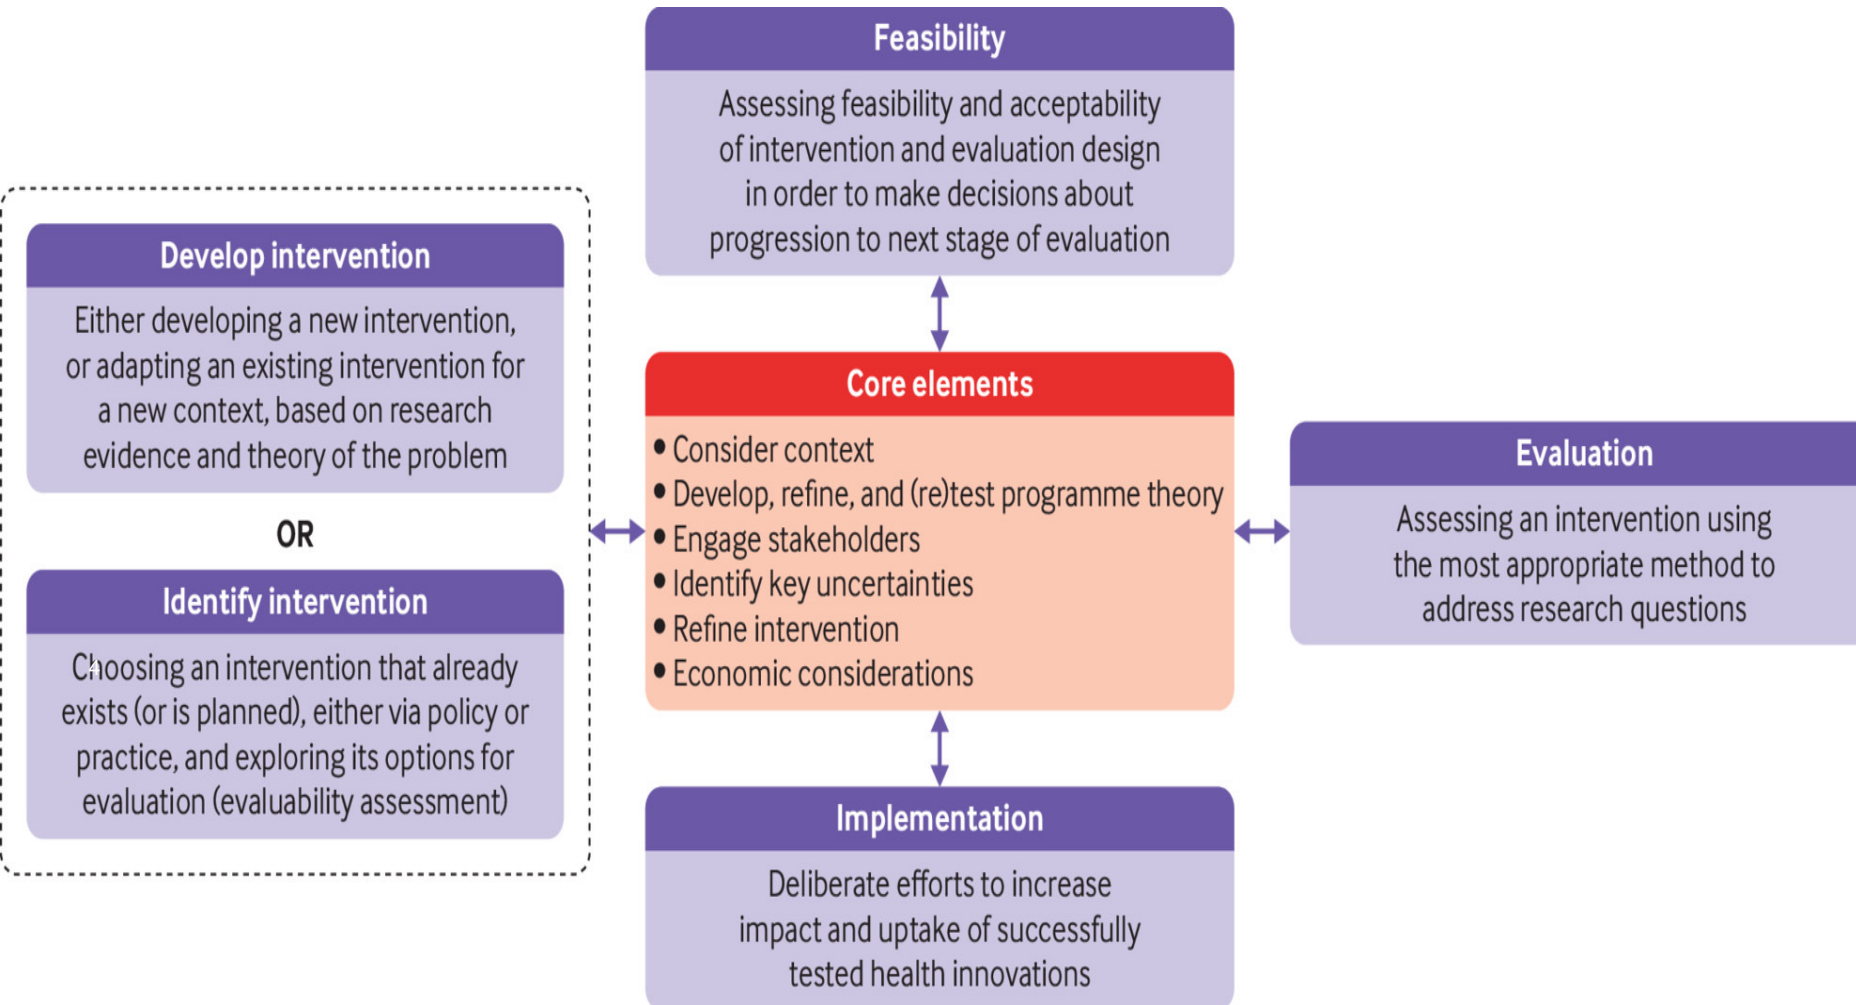 Feasibility
Assessing feasibility and acceptability
of intervention and evaluation design
in order to make decisions about
progression to next stage of evaluation
Develop intervention
Either developing a new intervention,
or adapting an existing intervention for
a new context, based on research
evidence and theory of the problem
OR
Identify intervention
Choosing an intervention that already
exists (or is planned), either via policy or
practice, and exploring its options for
evaluation (evaluability assessment)
4
Core elements
• Consider context
• Develop, refine, and (re)test programme theory
• Engage stakeholders
• Identify key uncertainties
• Refine intervention
• Economic considerations
Evaluation
Assessing an intervention using
the most appropriate method to
address research questions
Implementation
Deliberate efforts to increase
impact and uptake of successfully
tested health innovations